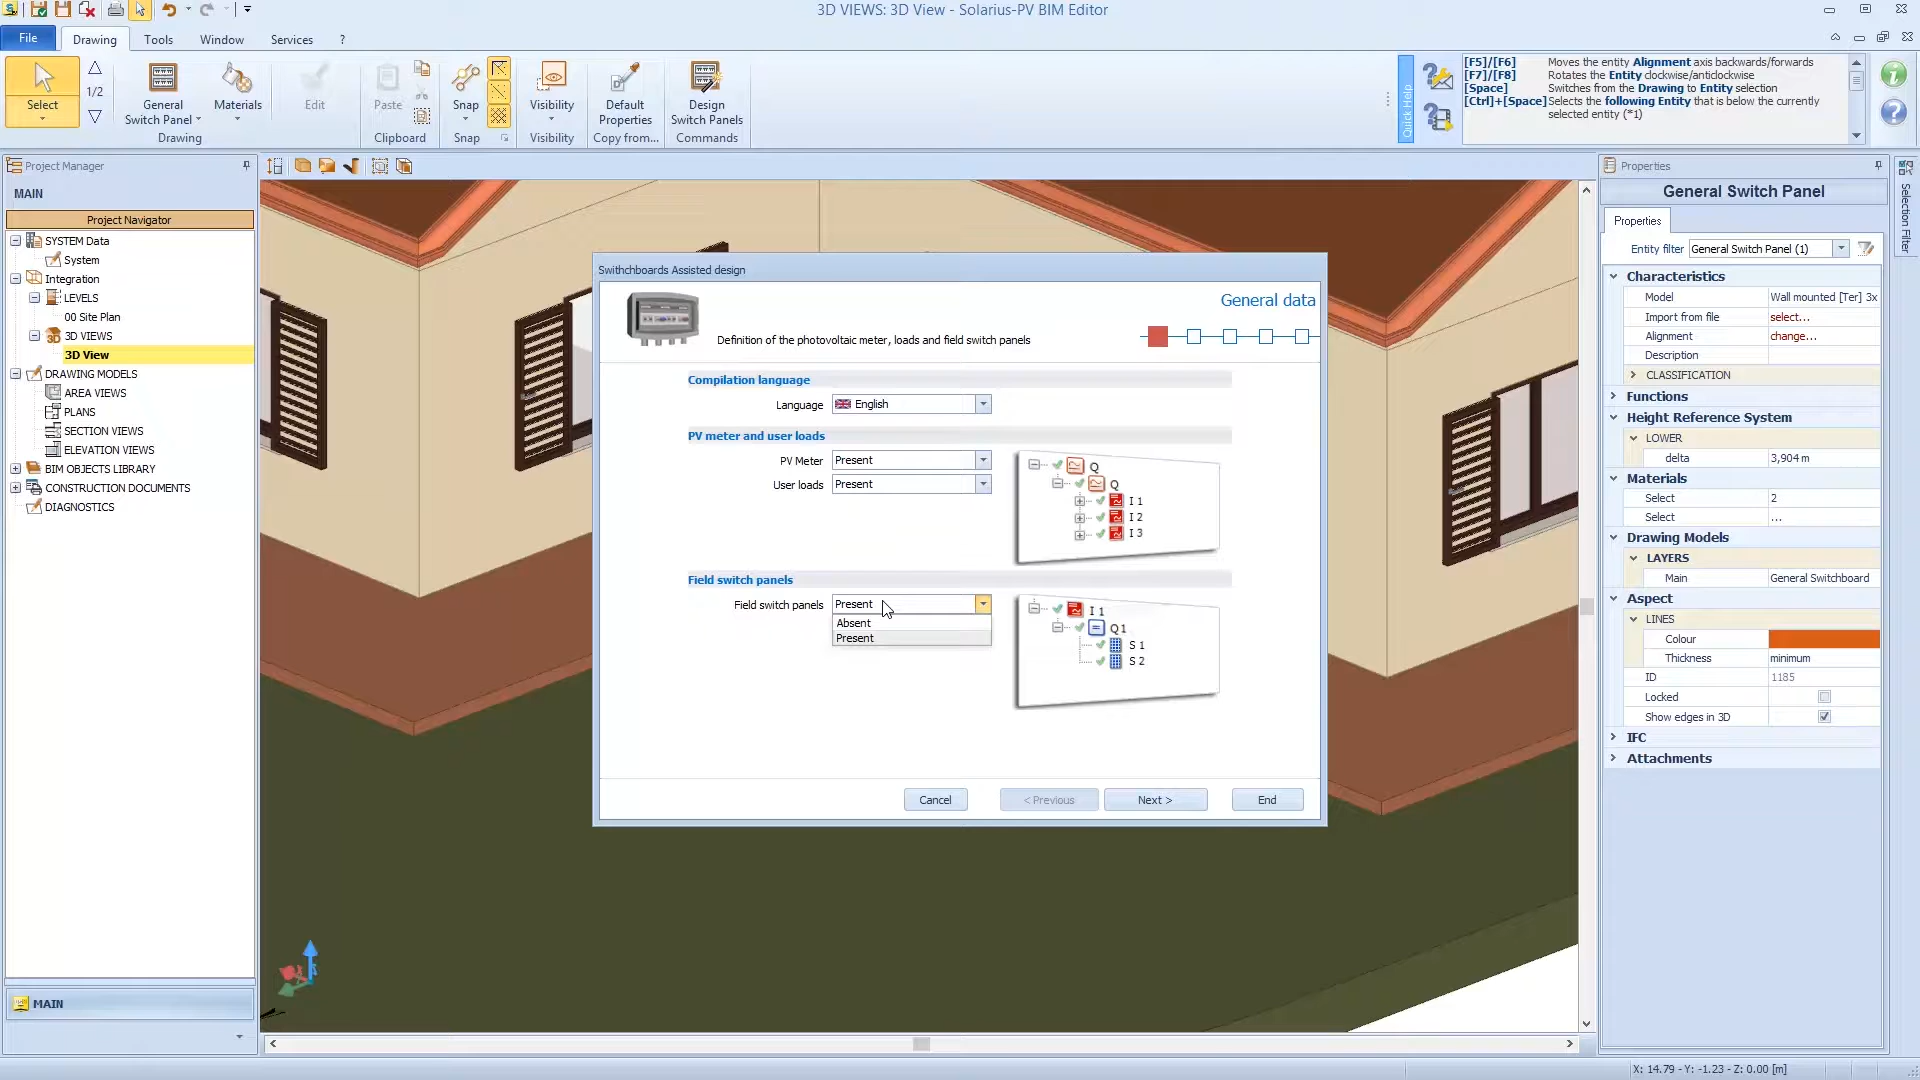 3D VIEWS: 3D View - Solarius-PV BIM Editor
File
Drawing
Tools
Window
Services
?
Select
1/2
General
Switch Panel
Materials
Drawing
Edit
Paste
Clipboard
Snap
Snap
Visibility
Visibility
Default
Properties
Copy from...
Design
Switch Panels
Commands
Quick Help
[F5]/[F6] Moves the entity Alignment axis backwards/forwards
[F7]/[F8] Rotates the Entity clockwise/anticlockwise
[Space] Switches from the Drawing to Entity selection
[Ctrl]+[Space] Selects the following Entity that is below the currently
selected entity (*1)
Project Manager
MAIN
Project Navigator
SYSTEM Data
System
Integration
LEVELS
00 Site Plan
3D VIEWS
3D View
DRAWING MODELS
AREA VIEWS
PLANS
SECTION VIEWS
ELEVATION VIEWS
BIM OBJECTS LIBRARY
CONSTRUCTION DOCUMENTS
DIAGNOSTICS
MAIN
Swithchboards Assisted design
General data
Definition of the photovoltaic meter, loads and field switch panels
Compilation language
Language English
PV meter and user loads
PV Meter Present
User loads Present
Q
Q
I 1
I 2
I 3
Field switch panels
Field switch panels Present
Absent
Present
I 1
Q1
S 1
S 2
Cancel
< Previous
Next >
End
Properties
General Switch Panel
Properties
Entity filter General Switch Panel (1)
Characteristics
Model Wall mounted [Ter] 3x
Import from file select...
Alignment change...
Description
CLASSIFICATION
Functions
Height Reference System
LOWER
delta 3,904 m
Materials
Select 2
Select ...
Drawing Models
LAYERS
Main General Switchboard
Aspect
LINES
Colour
Thickness minimum
ID 1185
Locked
Show edges in 3D
IFC
Attachments
Selection Filter
X: 14.79 - Y: -1.23 - Z: 0.00 [m]